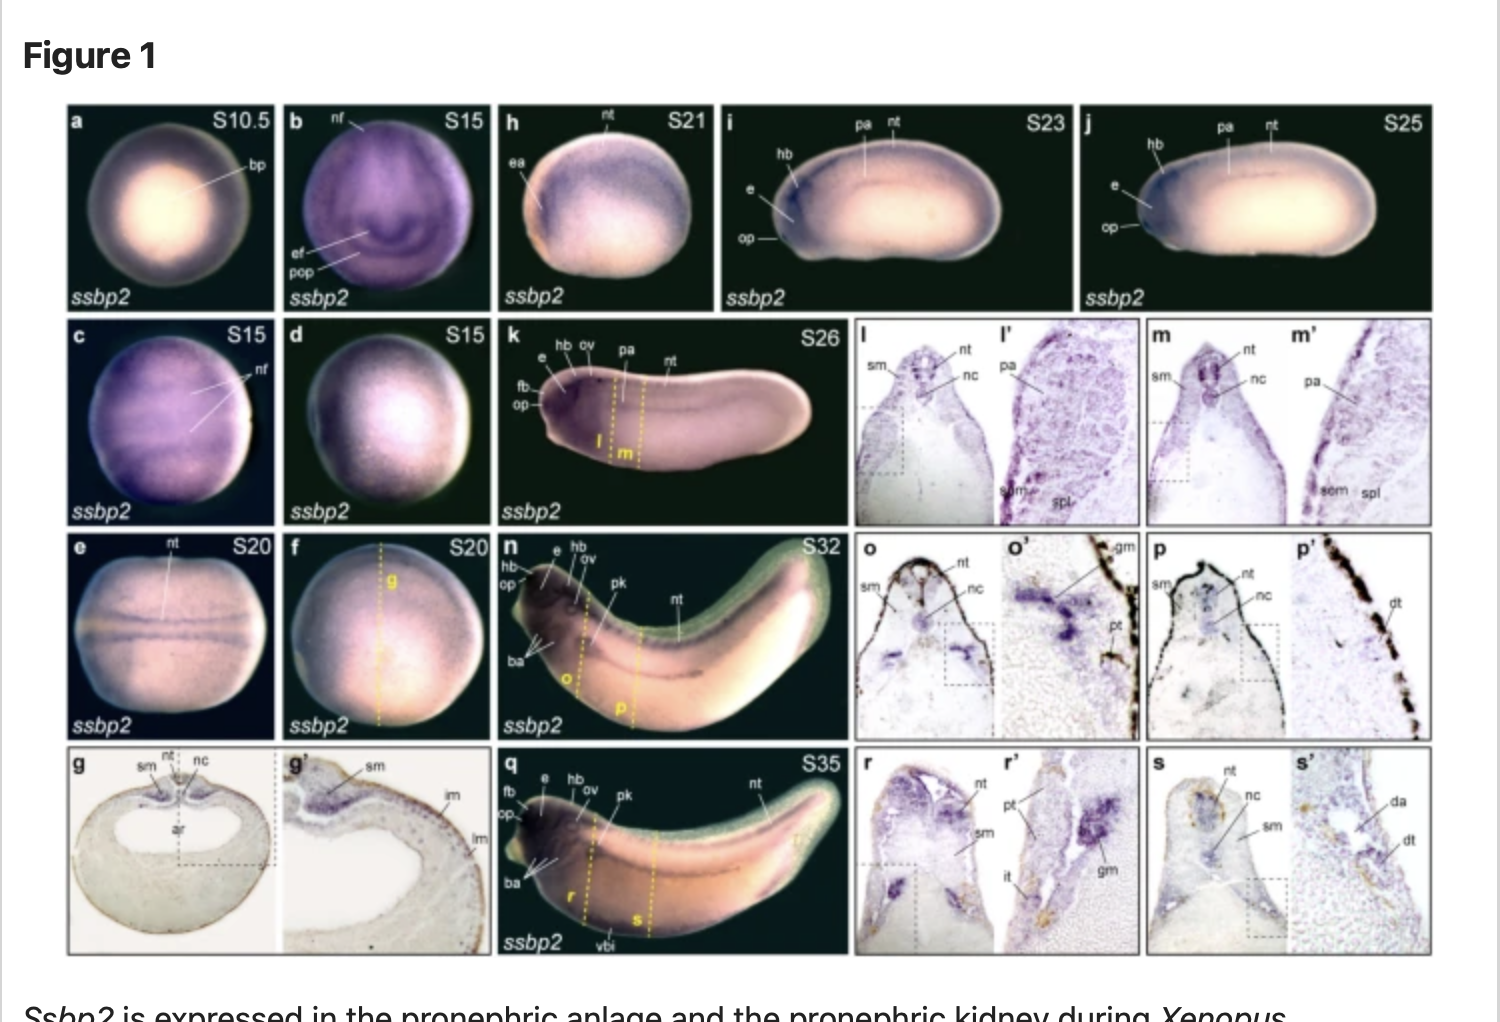 Figure 1
a S10.5
bp
ssbp2
b nf S15
ef
pop
ssbp2
h nt S21
ea
ssbp2
i pa nt S23
hb
e
op
ssbp2
j pa nt S25
hb
e
op
ssbp2
c S15
nf
ssbp2
d S15
ssbp2
k S26
e hb ov pa nt
fb
op
l
m
ssbp2
l
sm nt
nc
l'
pa
som
spl
m
sm nt
nc
m'
pa
som spl
e nt S20
ssbp2
f S20
g
ssbp2
n S32
hb e hb
op ov
pk
nt
ba
o
p
ssbp2
o
sm nt
nc
o'
gm
pt
p
sm nt
nc
p'
dt
g
sm nt nc
ar
g'
sm
im
lm
q S35
fb e hb
op ov pk
nt
ba
r
s
ssbp2
vbi
r
nt
sm
r'
pt
it
gm
s
nt
nc
sm
s'
da
dt
Ssbp2 is expressed in the pronephric anlage and the pronephric kidney during Xenopus